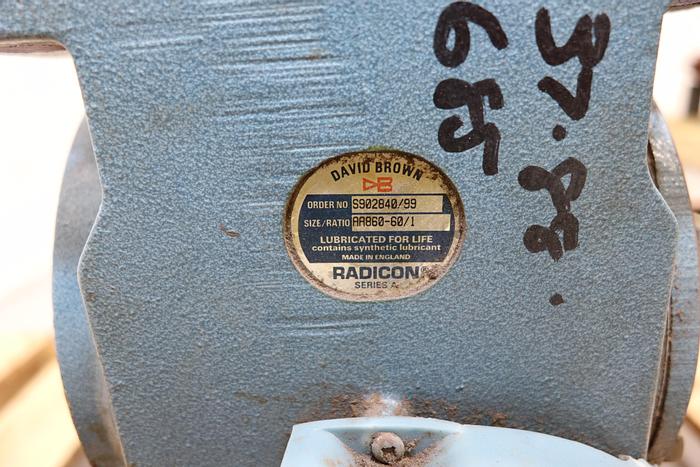 DAVID BROWN
DB
ORDER NO S902840/99
SIZE/RATIO AA860-60/1
LUBRICATED FOR LIFE
contains synthetic lubricant
MADE IN ENGLAND
RADICON
SERIES A